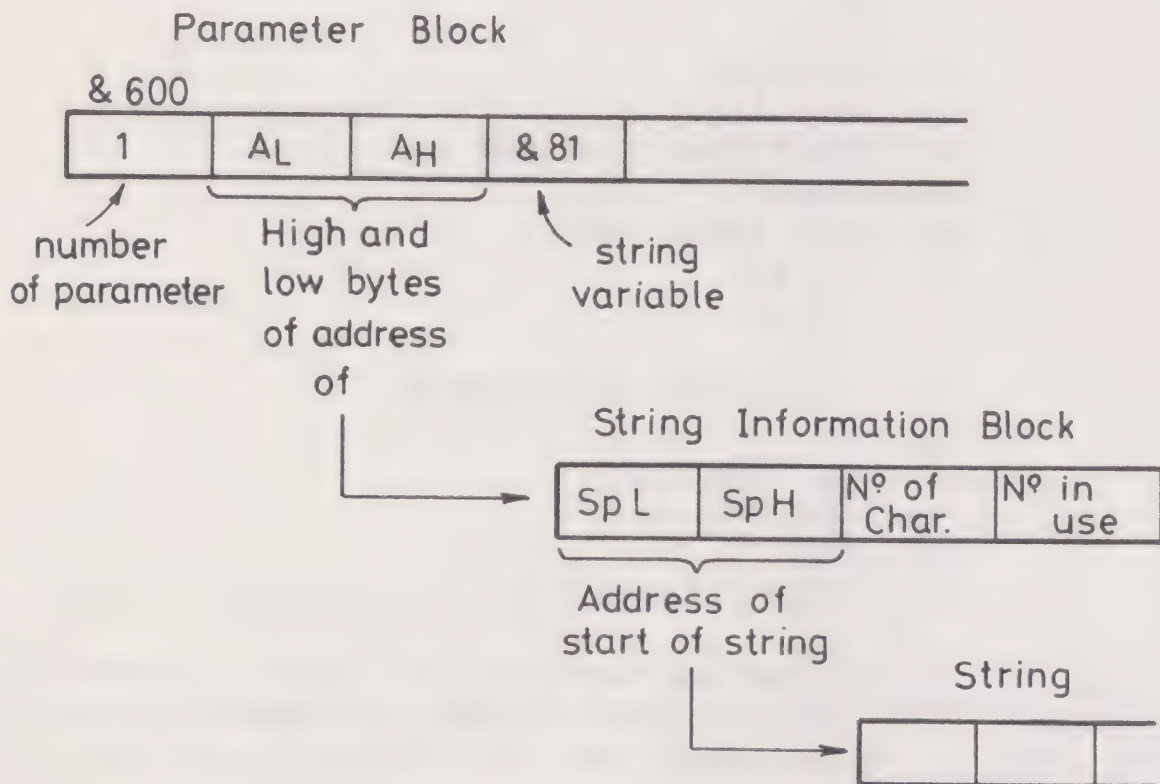 Parameter Block
& 600
1 AL AH & 81
number
of parameter
High and
low bytes
of address
of
string
variable
String Information Block
SpL SpH Nº of Char. Nº in use
Address of
start of string
String